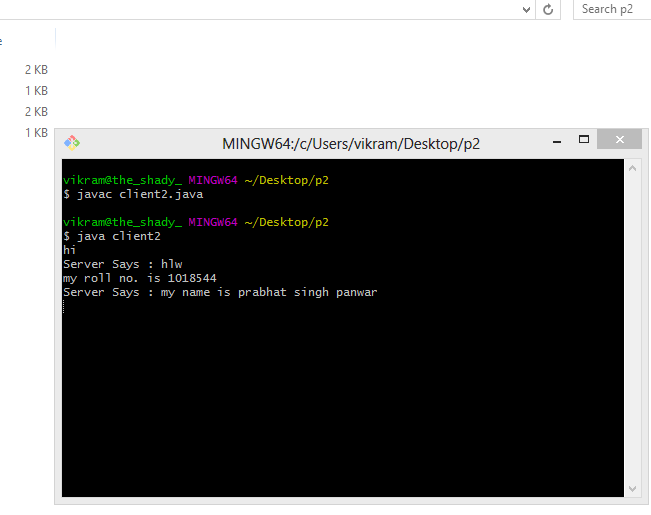 Search p2
e
2 KB
1 KB
2 KB
1 KB
MINGW64:/c/Users/vikram/Desktop/p2
vikram@the_shady_ MINGW64 ~/Desktop/p2
$ javac client2.java
vikram@the_shady_ MINGW64 ~/Desktop/p2
$ java client2
hi
Server Says : hlw
my roll no. is 1018544
Server Says : my name is prabhat singh panwar